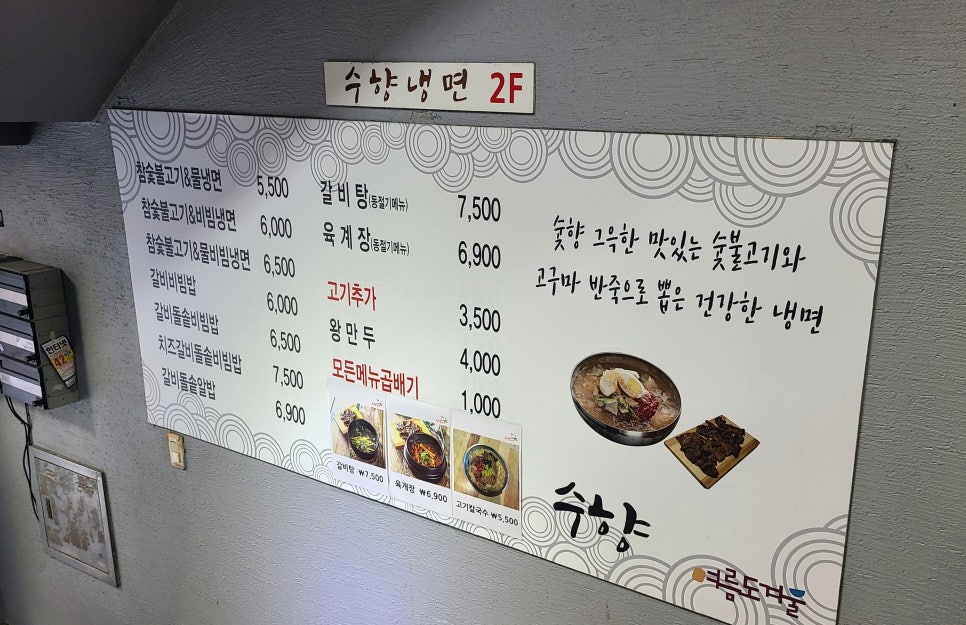 수향냉면 2F
참숯불고기&물냉면 5,500
참숯불고기&비빔냉면 6,000
참숯불고기&물비빔냉면 6,500
갈비비빔밥 6,000
갈비돌솥비빔밥 6,500
치즈갈비돌솥비빔밥 7,500
갈비돌솥알밥 6,900
갈비탕(동절기메뉴) 7,500
육계장(동절기메뉴) 6,900
고기추가 3,500
왕만두 4,000
모든메뉴곱배기 1,000
갈비탕 ₩7,500
육개장 ₩6,900
고기칼국수 ₩5,500
숯향 그윽한 맛있는 숯불고기와
고구마 반죽으로 뽑은 건강한 냉면
수향
여름도겨울
인터넷